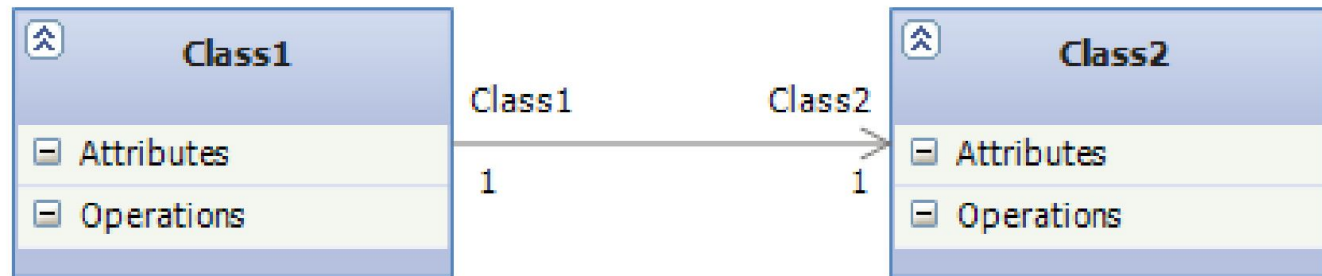 Class1
Attributes
Operations
Class1 Class2
1 1
Class2
Attributes
Operations